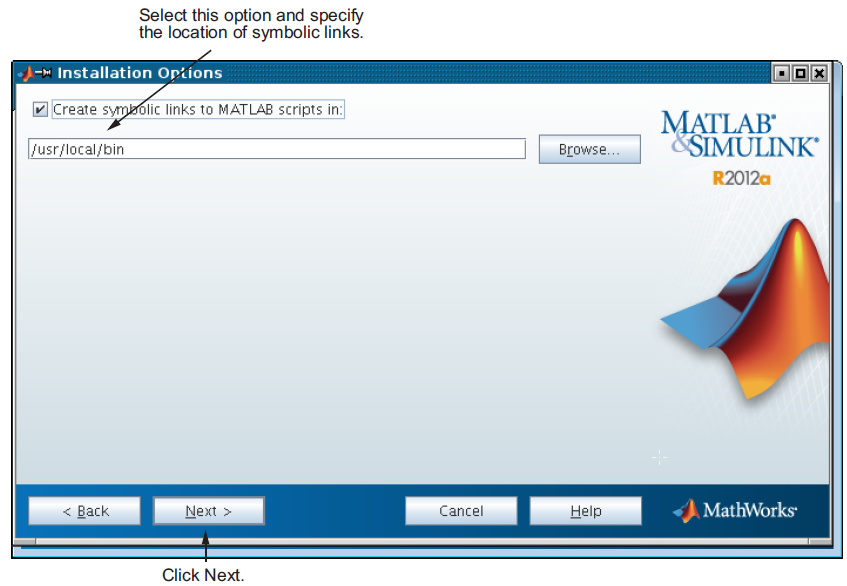 Select this option and specify
the location of symbolic links.
Installation Options
Create symbolic links to MATLAB scripts in:
/usr/local/bin
Browse...
MATLAB®
&SIMULINK®
R2012a
< Back
Next >
Cancel
Help
MathWorks®
Click Next.